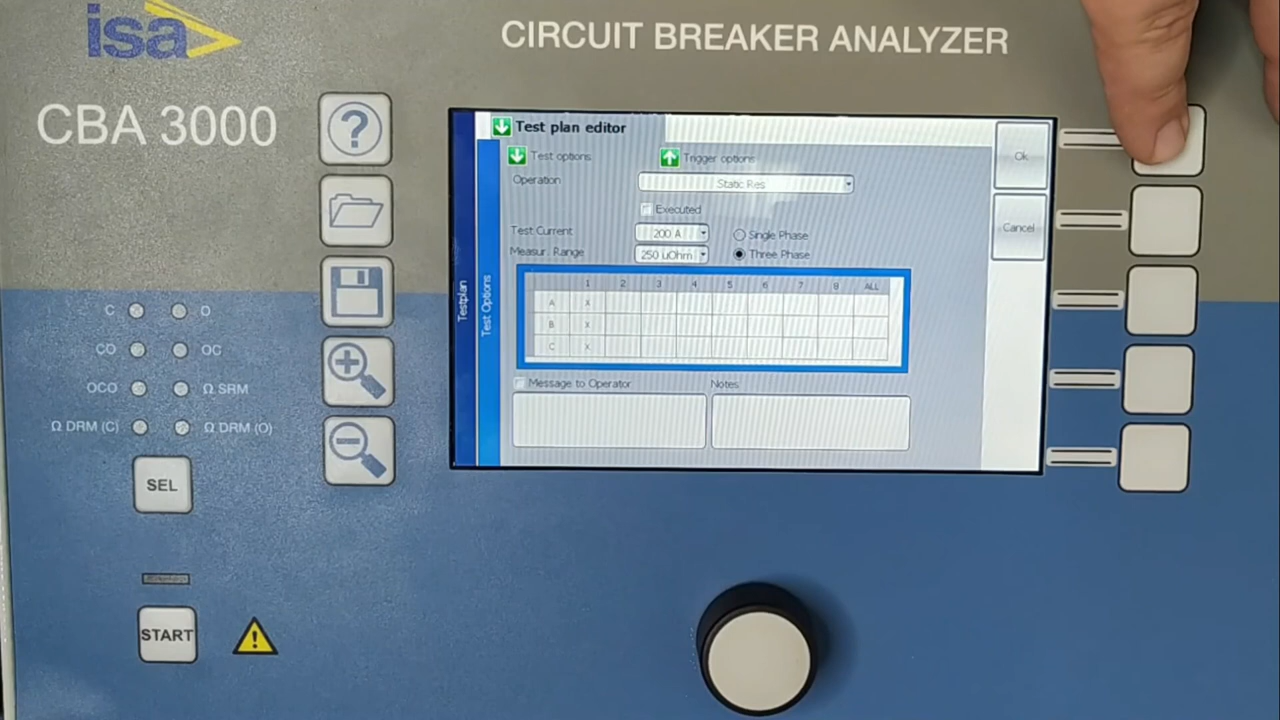 isa
CIRCUIT BREAKER ANALYZER
CBA 3000
?
Test plan editor
Test options
Trigger options
Ok
Operation
Static Res
Executed
Test Current
200 A
Single Phase
Cancel
Measur. Range
250 uOhm
Three Phase
Testplan
Test Options
1 2 3 4 5 6 7 8 ALL
A x
B x
C x
Message to Operator
Notes
C O
CO OC
OCO Ω SRM
Ω DRM (C) Ω DRM (O)
SEL
START
!